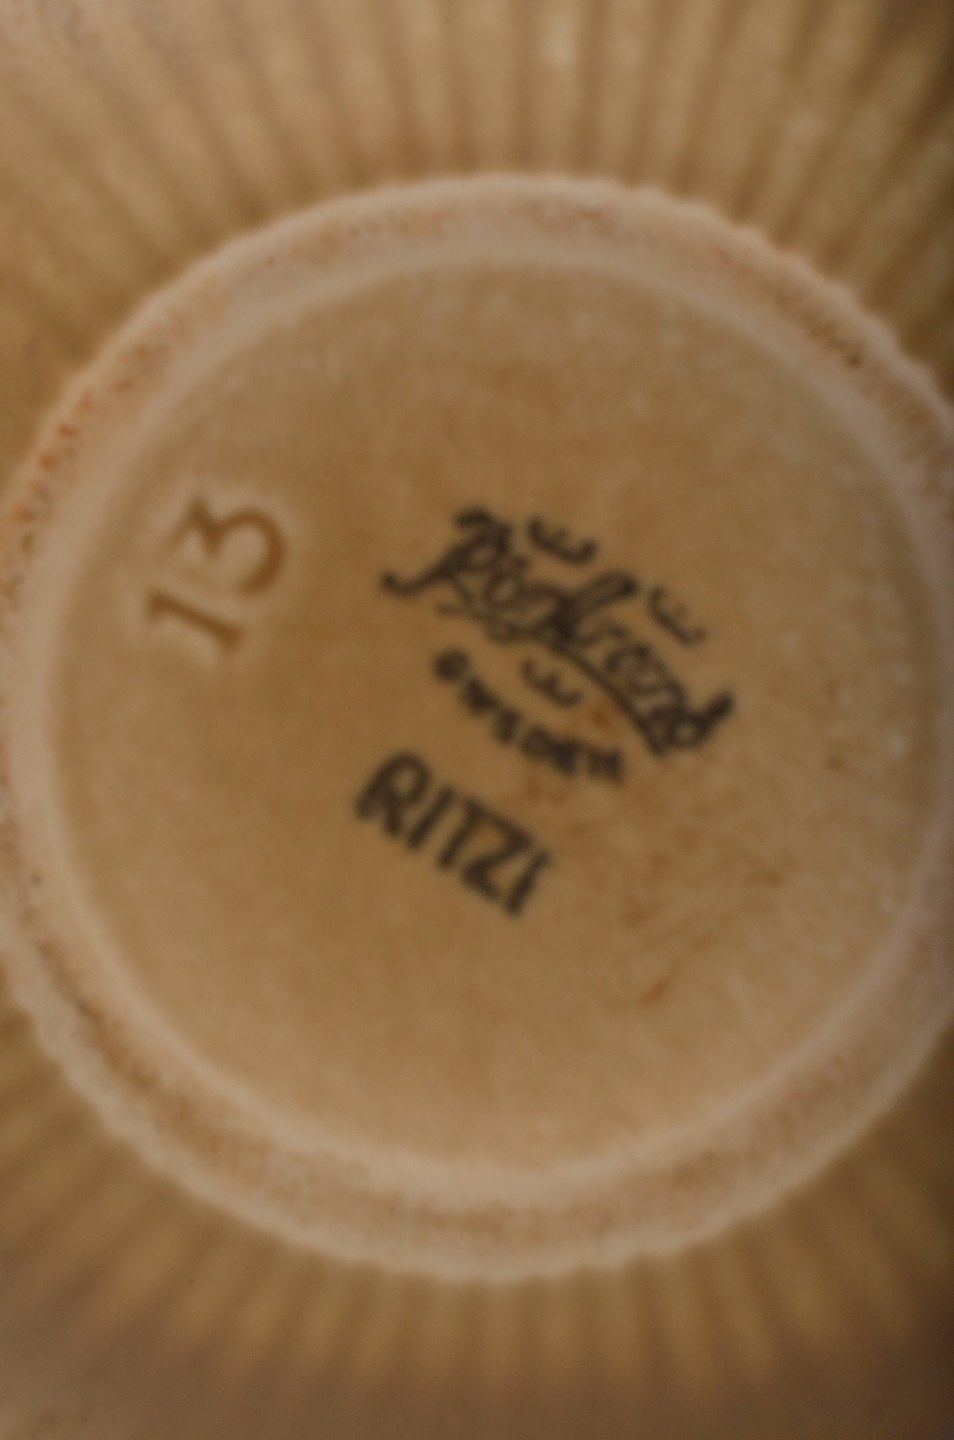 13
Rörstrand
SWEDEN
RITZI